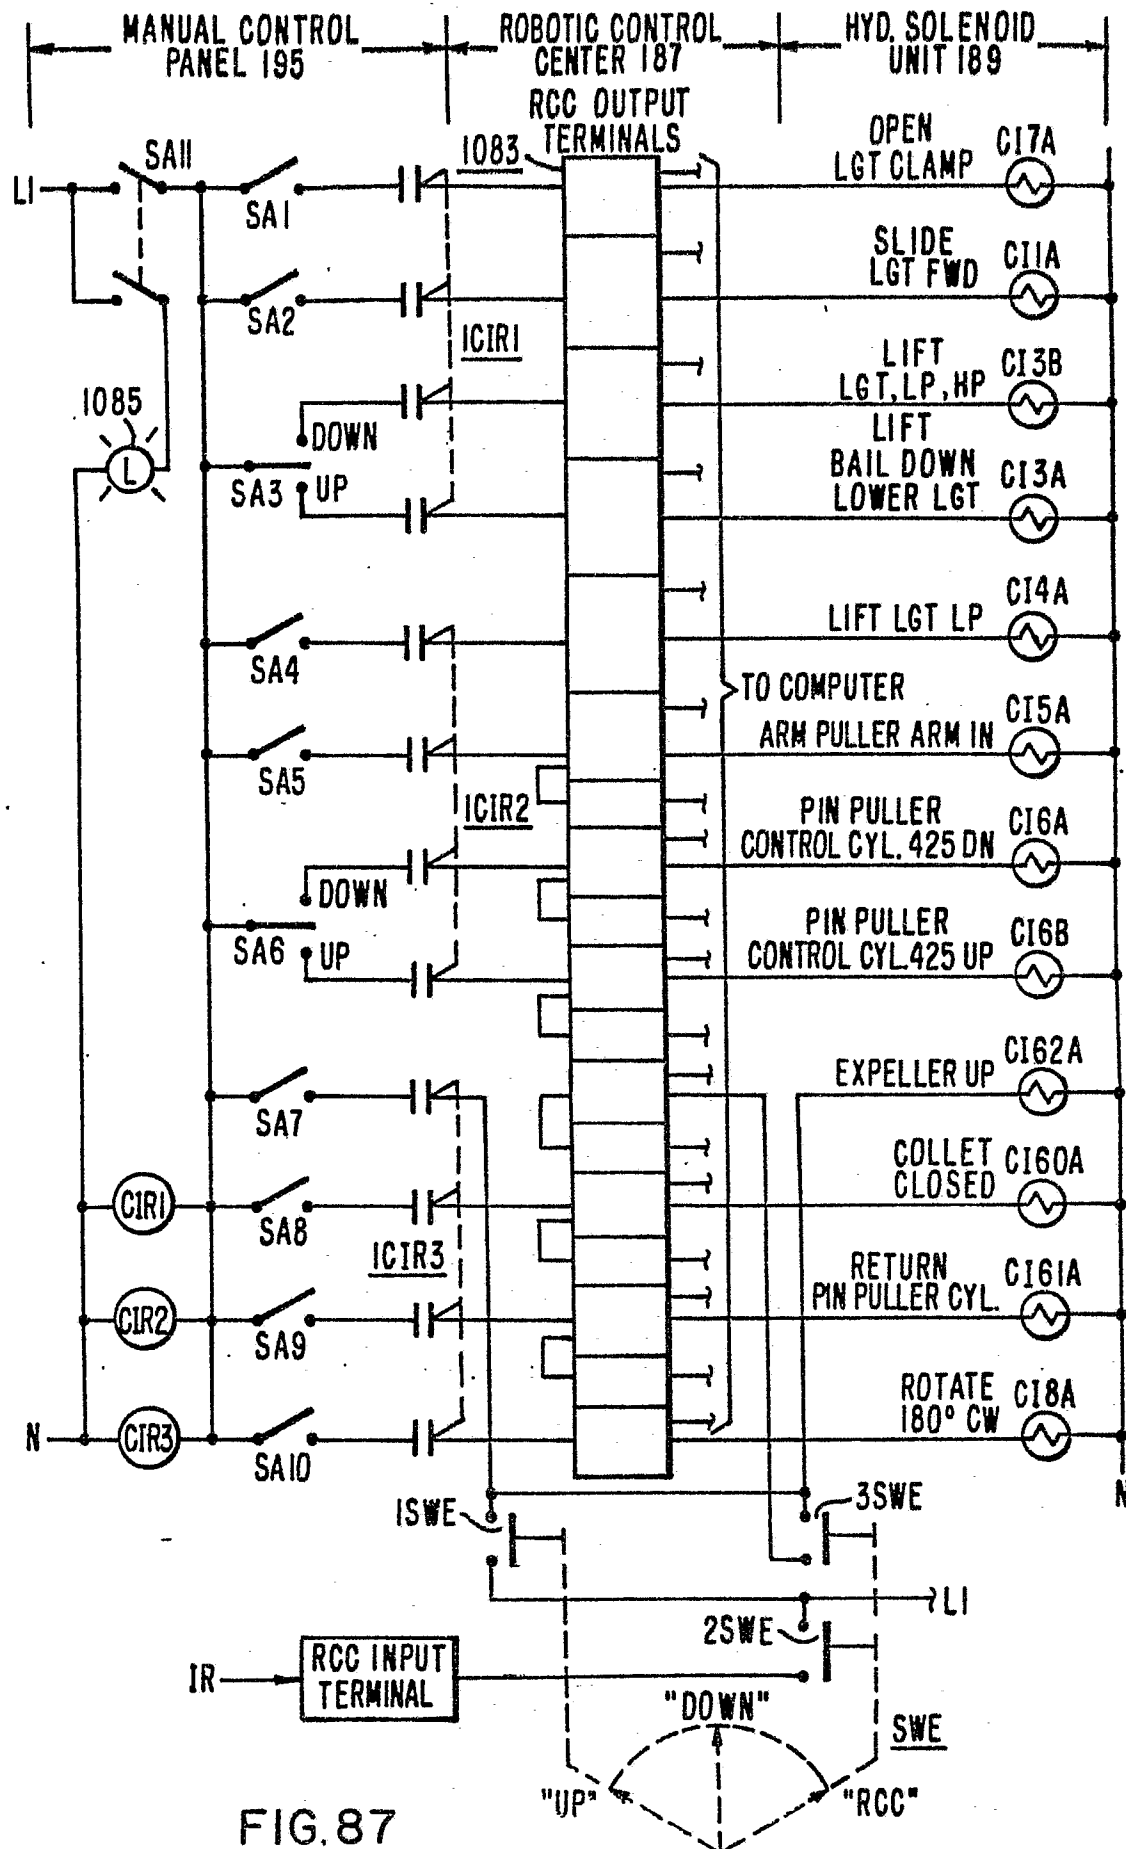 MANUAL CONTROL
PANEL 195
ROBOTIC CONTROL
CENTER 187
HYD. SOLENOID
UNIT 189
RCC OUTPUT
TERMINALS
1083
SA11
L1
SA1
OPEN
LGT CLAMP
C17A
SA2
SLIDE
LGT FWD
C11A
1CIR1
LIFT
LGT, LP, HP
C13B
1085
L
DOWN
SA3
UP
LIFT
BAIL DOWN
LOWER LGT
C13A
SA4
LIFT LGT LP
C14A
TO COMPUTER
SA5
ARM PULLER ARM IN
C15A
1CIR2
PIN PULLER
CONTROL CYL. 425 DN
C16A
DOWN
SA6
UP
PIN PULLER
CONTROL CYL. 425 UP
C16B
SA7
EXPELLER UP
C162A
C1R1
SA8
COLLET
CLOSED
C160A
1CIR3
CIR2
SA9
RETURN
PIN PULLER CYL.
C161A
N
CIR3
SA10
ROTATE
180° CW
C18A
N
1SWE
3SWE
L1
2SWE
IR
RCC INPUT
TERMINAL
"DOWN"
SWE
"UP"
"RCC"
FIG. 87